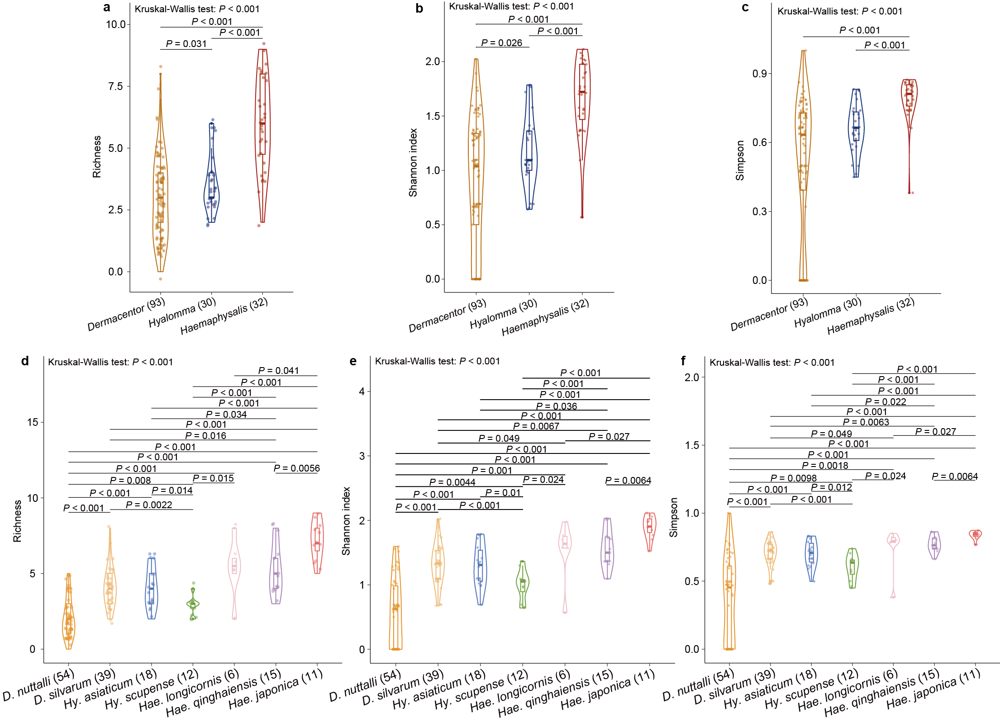 a
Kruskal-Wallis test: P < 0.001
P < 0.001
P < 0.001
P = 0.031
10.0
7.5
5.0
2.5
0.0
Richness
Dermacentor (93)
Hyalomma (30)
Haemaphysalis (32)
b
Kruskal-Wallis test: P < 0.001
P < 0.001
P < 0.001
P = 0.026
2.0
1.5
1.0
0.5
0.0
Shannon index
Dermacentor (93)
Hyalomma (30)
Haemaphysalis (32)
c
Kruskal-Wallis test: P < 0.001
P < 0.001
P < 0.001
0.9
0.6
0.3
0.0
Simpson
Dermacentor (93)
Hyalomma (30)
Haemaphysalis (32)
d
Kruskal-Wallis test: P < 0.001
P = 0.041
P < 0.001
P < 0.001
P < 0.001
P = 0.034
P < 0.001
P = 0.016
P < 0.001
P < 0.001
P < 0.001
P = 0.0056
P = 0.008
P = 0.015
P < 0.001
P = 0.014
P < 0.001
P = 0.0022
15
10
5
0
Richness
D. nuttalli (54)
D. silvarum (39)
Hy. asiaticum (18)
Hy. scupense (12)
Hae. longicornis (6)
Hae. qinghaiensis (15)
Hae. japonica (11)
e
Kruskal-Wallis test: P < 0.001
P < 0.001
P < 0.001
P < 0.001
P = 0.036
P < 0.001
P = 0.0067
P = 0.049
P = 0.027
P < 0.001
P < 0.001
P = 0.001
P = 0.0044
P = 0.024
P = 0.0064
P < 0.001
P = 0.01
P < 0.001
P < 0.001
4
3
2
1
0
Shannon index
D. nuttalli (54)
D. silvarum (39)
Hy. asiaticum (18)
Hy. scupense (12)
Hae. longicornis (6)
Hae. qinghaiensis (15)
Hae. japonica (11)
f
Kruskal-Wallis test: P < 0.001
P < 0.001
P < 0.001
P < 0.001
P = 0.022
P < 0.001
P = 0.0063
P = 0.049
P = 0.027
P < 0.001
P < 0.001
P = 0.0018
P = 0.0098
P = 0.024
P = 0.0064
P < 0.001
P = 0.012
P < 0.001
P < 0.001
2.0
1.5
1.0
0.5
0.0
Simpson
D. nuttalli (54)
D. silvarum (39)
Hy. asiaticum (18)
Hy. scupense (12)
Hae. longicornis (6)
Hae. qinghaiensis (15)
Hae. japonica (11)